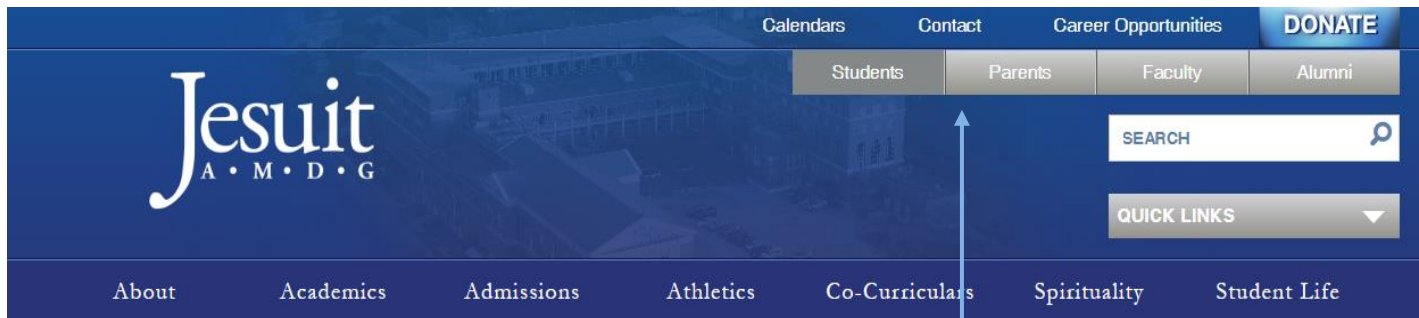 Calendars Contact Career Opportunities DONATE
Students Parents Faculty Alumni
Jesuit
A • M • D • G
SEARCH
QUICK LINKS
About Academics Admissions Athletics Co-Curriculars Spirituality Student Life